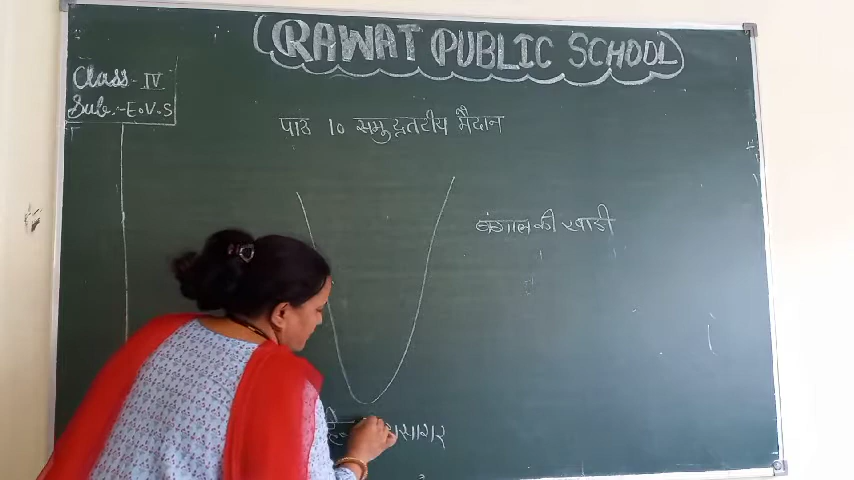 RAWAT PUBLIC SCHOOL
Class - IV
Sub :- E.V.S
पाठ 10 समुद्रतटीय मैदान
बंगाल की खाडी
सागर